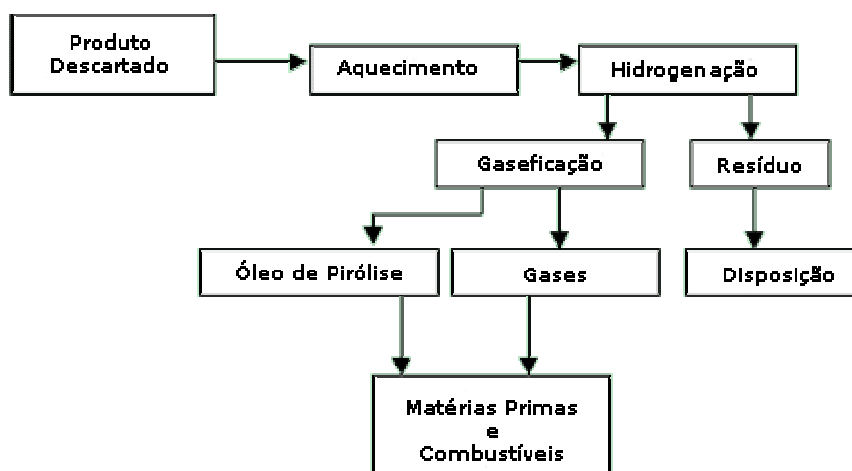 Produto
Descartado
Aquecimento
Hidrogenação
Gaseficação
Resíduo
Óleo de Pirólise
Gases
Disposição
Matérias Primas
e
Combustíveis